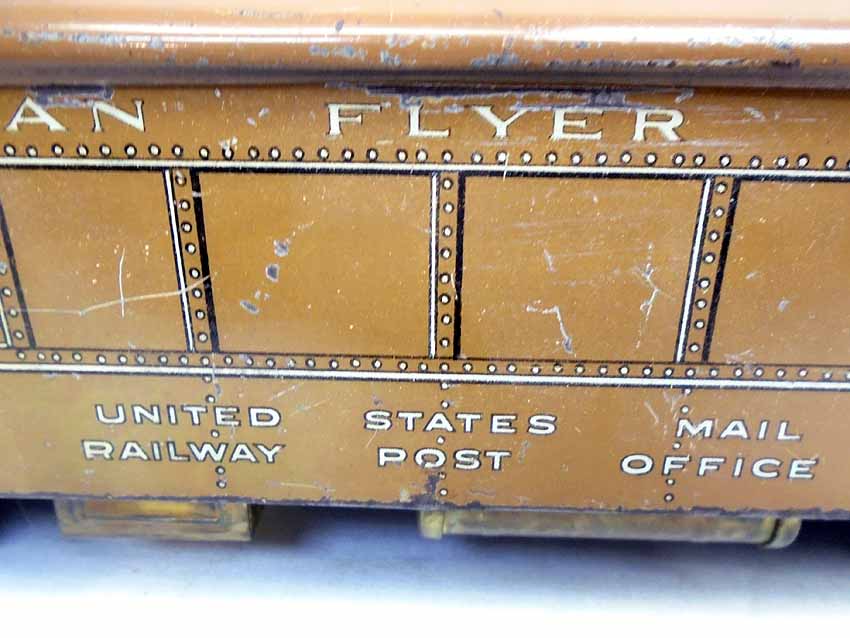 AN FLYER
UNITED STATES MAIL
RAILWAY POST OFFICE